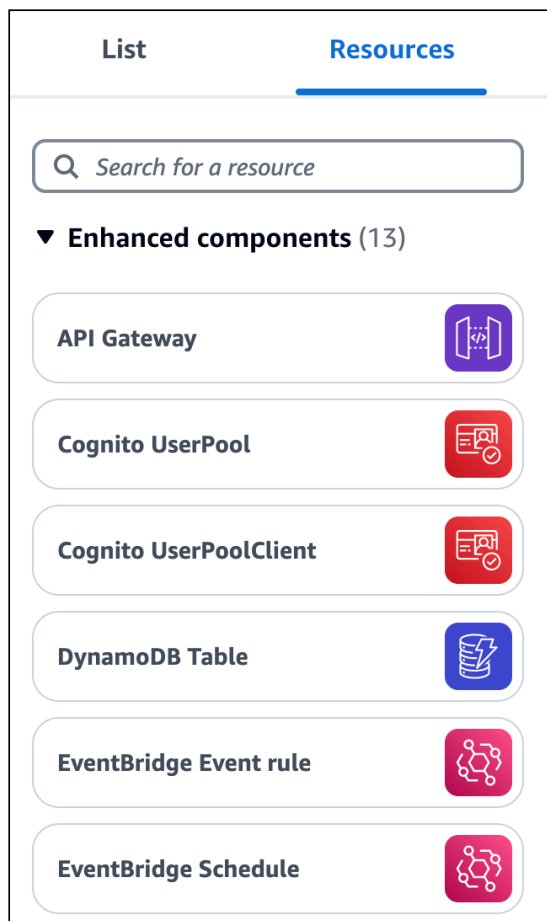 List
Resources
Search for a resource
Enhanced components (13)
API Gateway
</>
Cognito UserPool
Cognito UserPoolClient
DynamoDB Table
EventBridge Event rule
EventBridge Schedule